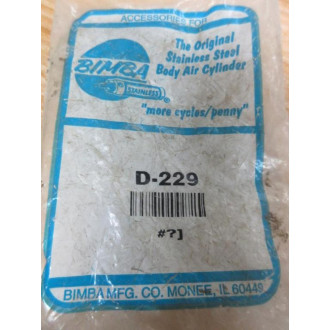 ACCESSORIES FOR
BIMBA
STAINLESS
The Original
Stainless Steel
Body Air Cylinder
"more cycles/penny"
D-229
#?]
BIMBA MFG. CO. MONEE, IL 60449